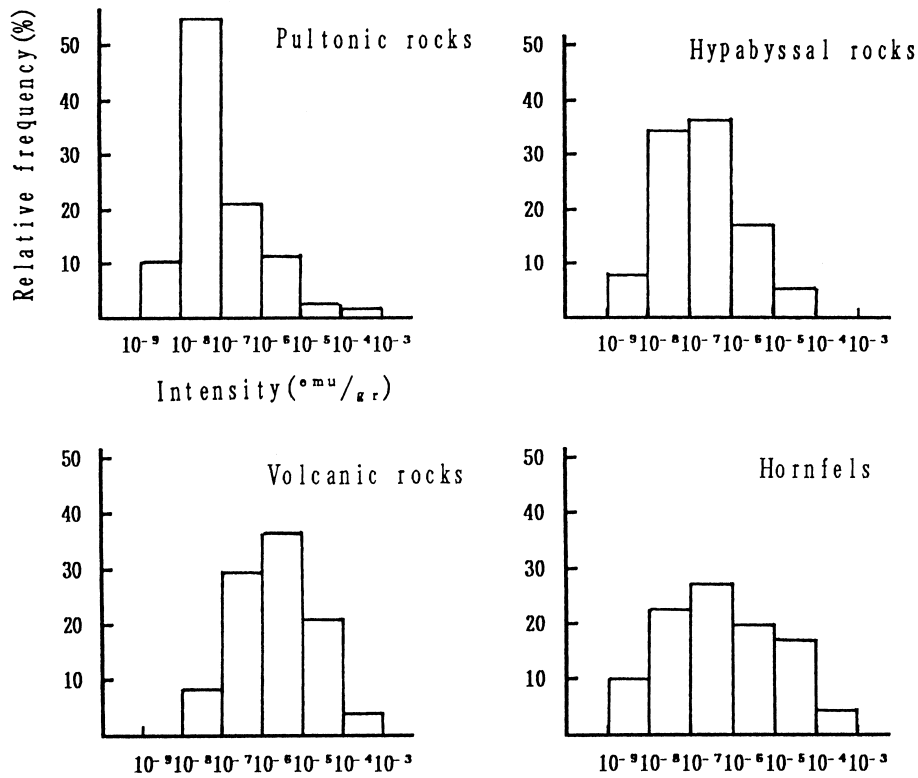 Relative frequency(%)
50
40
30
20
10
Pultonic rocks
10⁻⁹ 10⁻⁸ 10⁻⁷ 10⁻⁶ 10⁻⁵ 10⁻⁴ 10⁻³
Intensity(emu/gr)
50
40
30
20
10
Hypabyssal rocks
10⁻⁹ 10⁻⁸ 10⁻⁷ 10⁻⁶ 10⁻⁵ 10⁻⁴ 10⁻³
50
40
30
20
10
Volcanic rocks
10⁻⁹ 10⁻⁸ 10⁻⁷ 10⁻⁶ 10⁻⁵ 10⁻⁴ 10⁻³
50
40
30
20
10
Hornfels
10⁻⁹ 10⁻⁸ 10⁻⁷ 10⁻⁶ 10⁻⁵ 10⁻⁴ 10⁻³